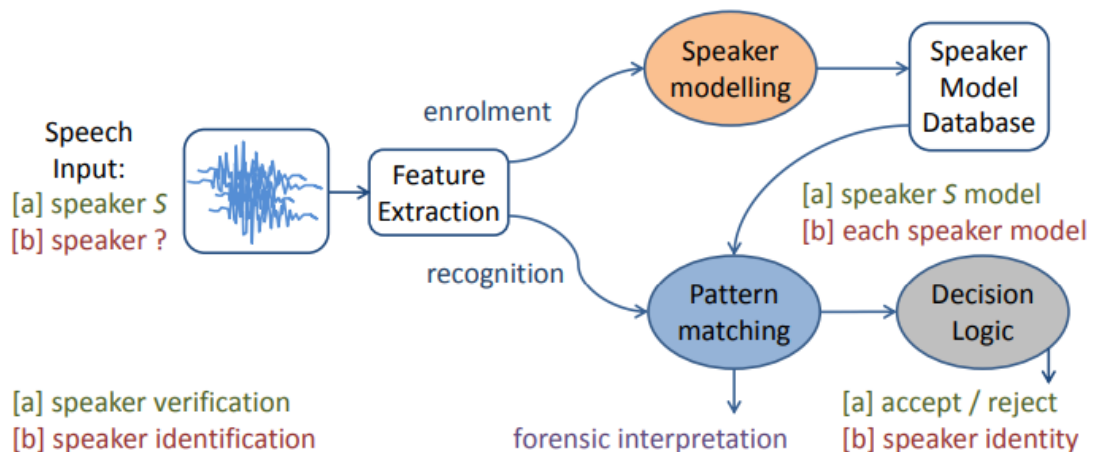 Speech
Input:
[a] speaker S
[b] speaker ?
Feature
Extraction
enrolment
recognition
Speaker
modelling
Speaker
Model
Database
[a] speaker S model
[b] each speaker model
Pattern
matching
Decision
Logic
[a] speaker verification
[b] speaker identification
forensic interpretation
[a] accept / reject
[b] speaker identity